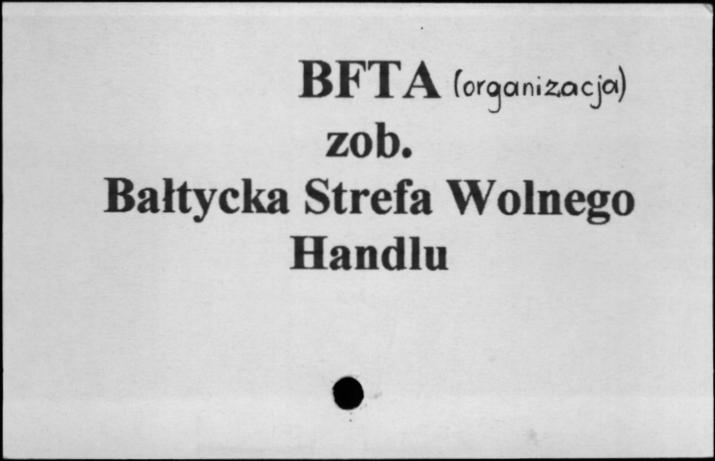 BFTA (organizacja)
zob.
Bałtycka Strefa Wolnego
Handlu